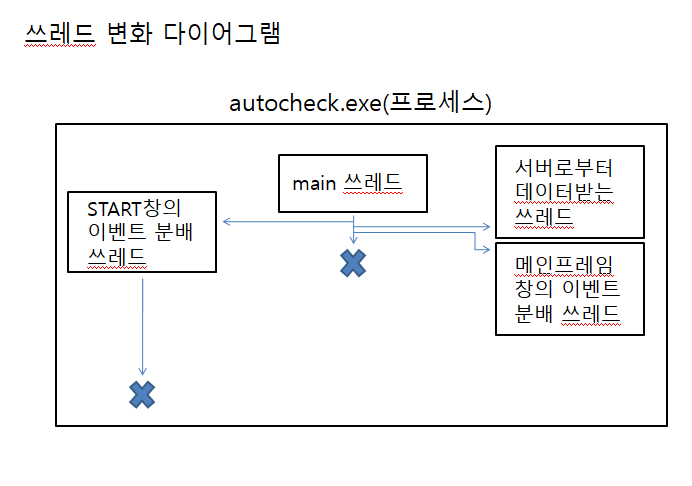 쓰레드 변화 다이어그램
autocheck.exe(프로세스)
main 쓰레드
START창의
이벤트 분배
쓰레드
서버로부터
데이터받는
쓰레드
메인프레임
창의 이벤트
분배 쓰레드